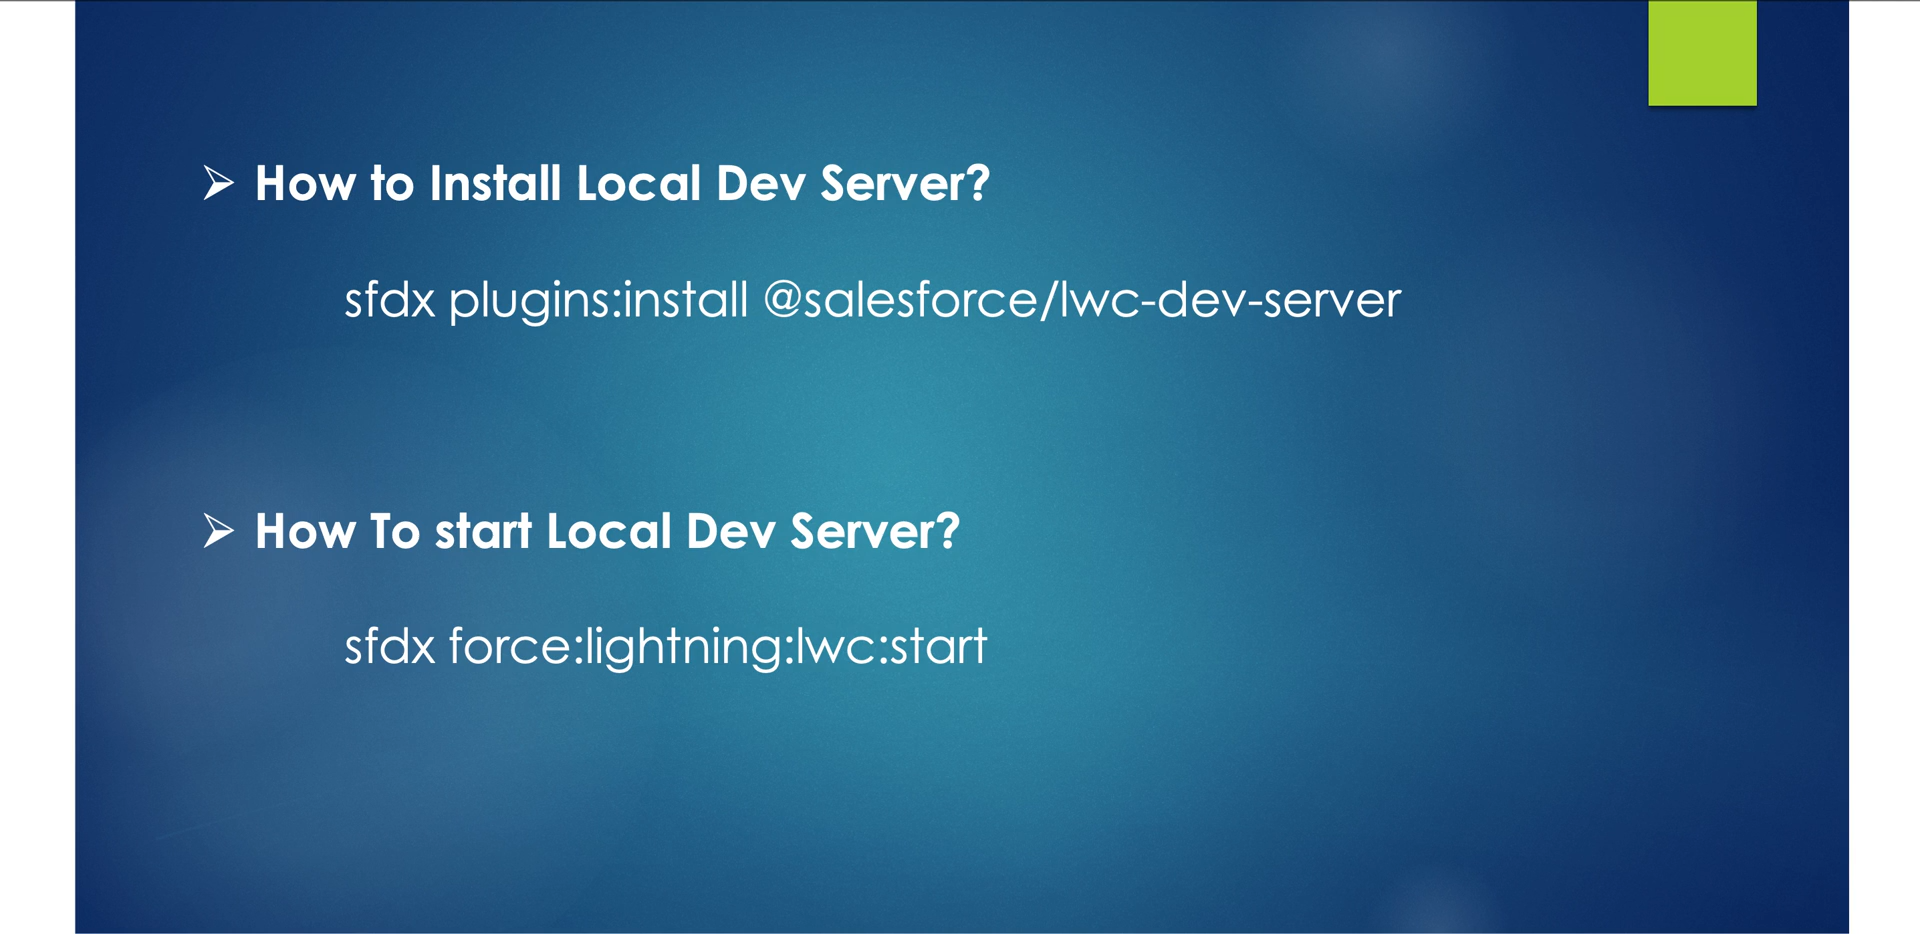 How to Install Local Dev Server?
sfdx plugins:install @salesforce/lwc-dev-server
How To start Local Dev Server?
sfdx force:lightning:lwc:start